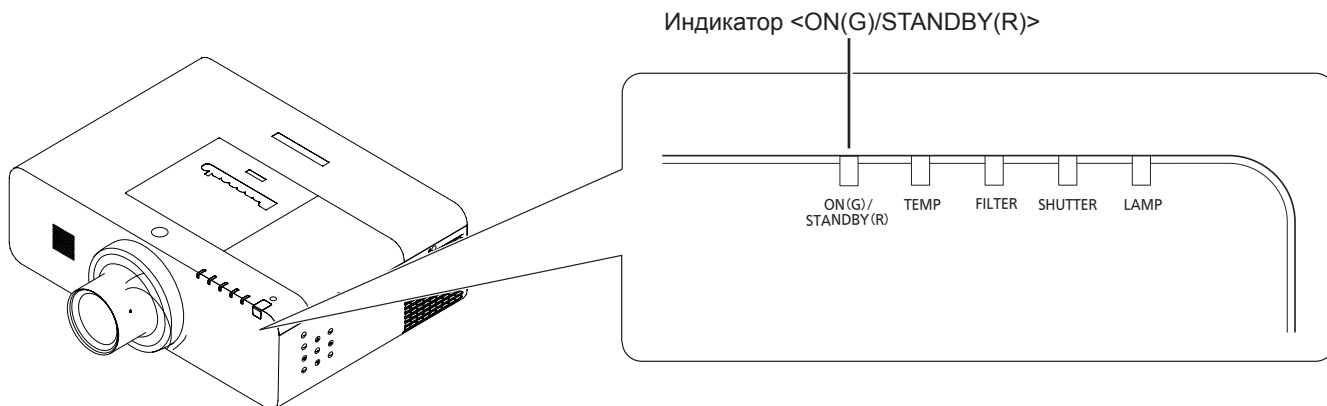 Индикатор <ON(G)/STANDBY(R)>
ON(G)/
STANDBY(R)
TEMP
FILTER
SHUTTER
LAMP